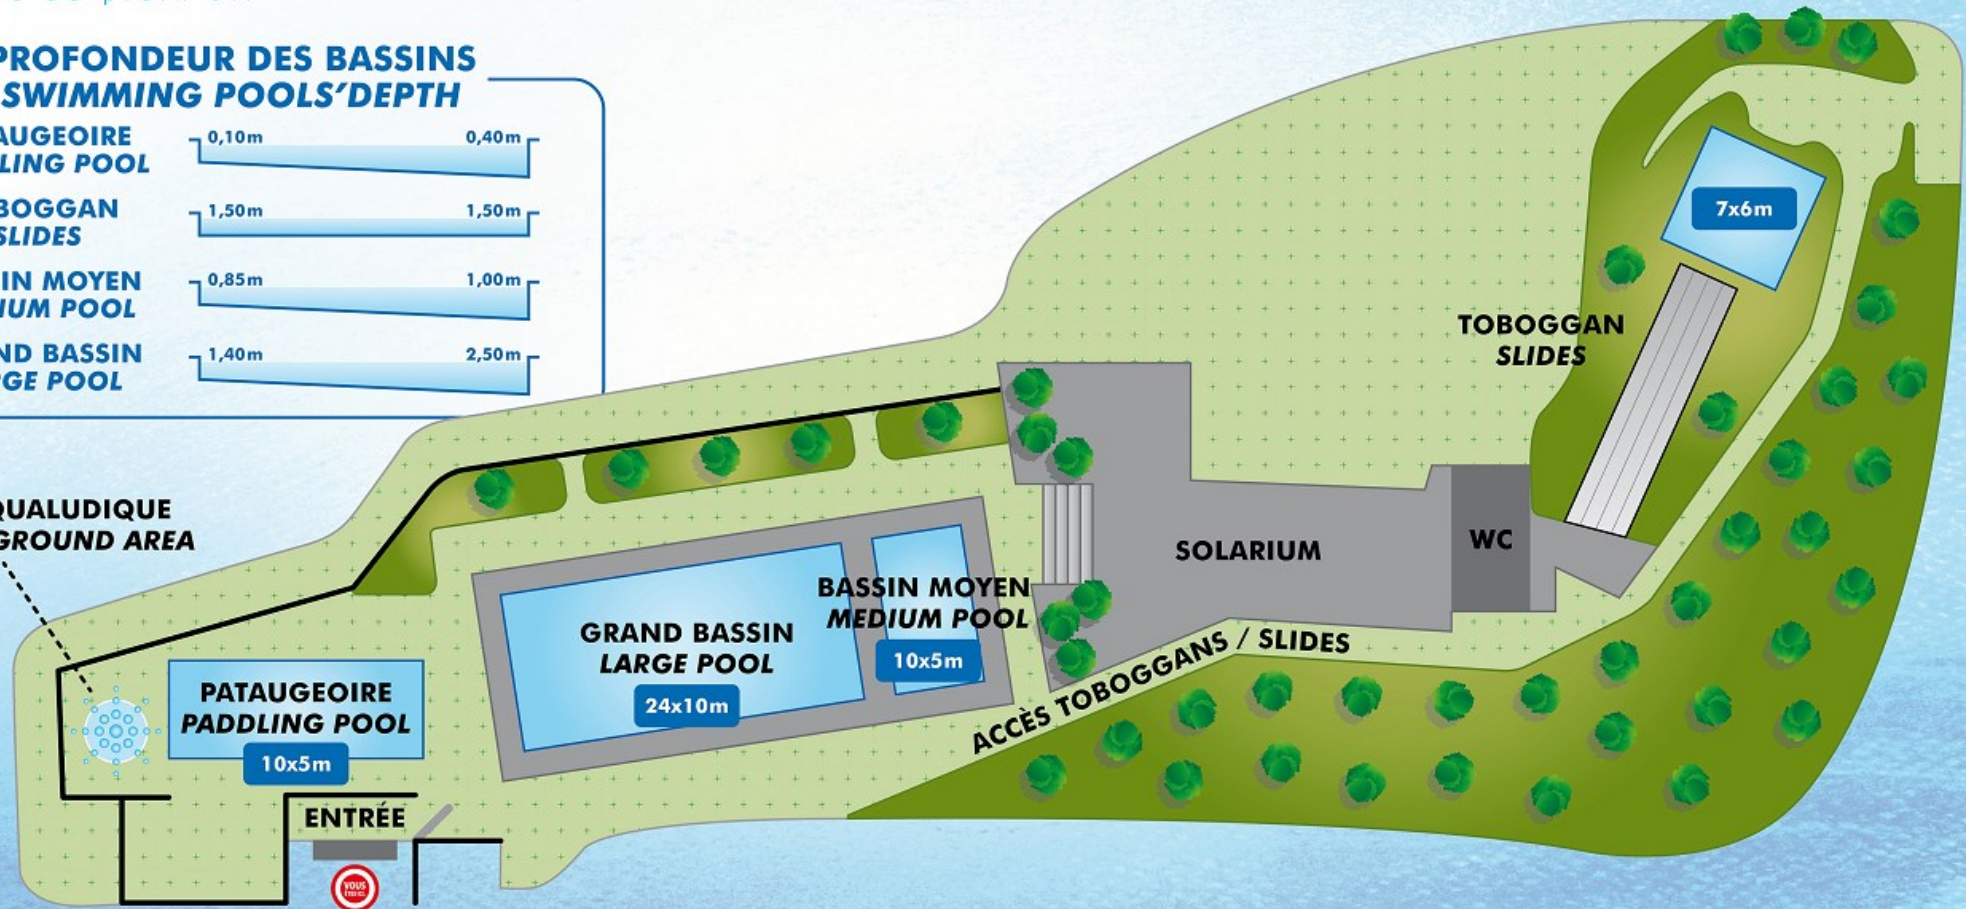 PROFONDEUR DES BASSINS
SWIMMING POOLS'DEPTH
AUGEOIRE
LING POOL
0,10m
0,40m
BOGGAN
SLIDES
1,50m
1,50m
IN MOYEN
IUM POOL
0,85m
1,00m
ND BASSIN
GE POOL
1,40m
2,50m
7x6m
TOBOGGAN
SLIDES
QUALUDIQUE
GROUND AREA
SOLARIUM
WC
BASSIN MOYEN
MEDIUM POOL
10x5m
GRAND BASSIN
LARGE POOL
24x10m
ACCÈS TOBOGGANS / SLIDES
PATAUGEOIRE
PADDLING POOL
10x5m
ENTRÉE
VOUS